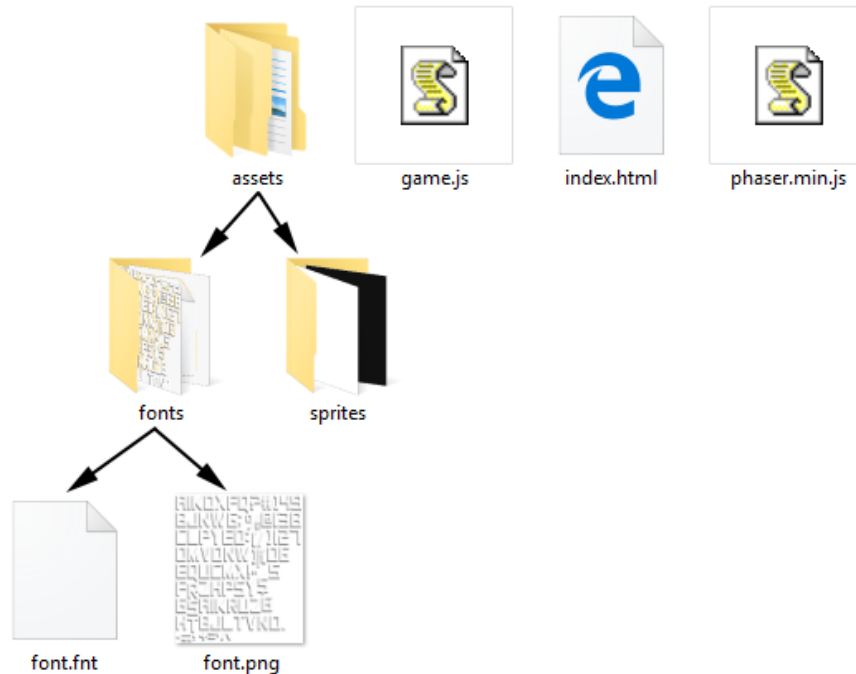 assets game.js index.html phaser.min.js
fonts sprites
font.fnt font.png